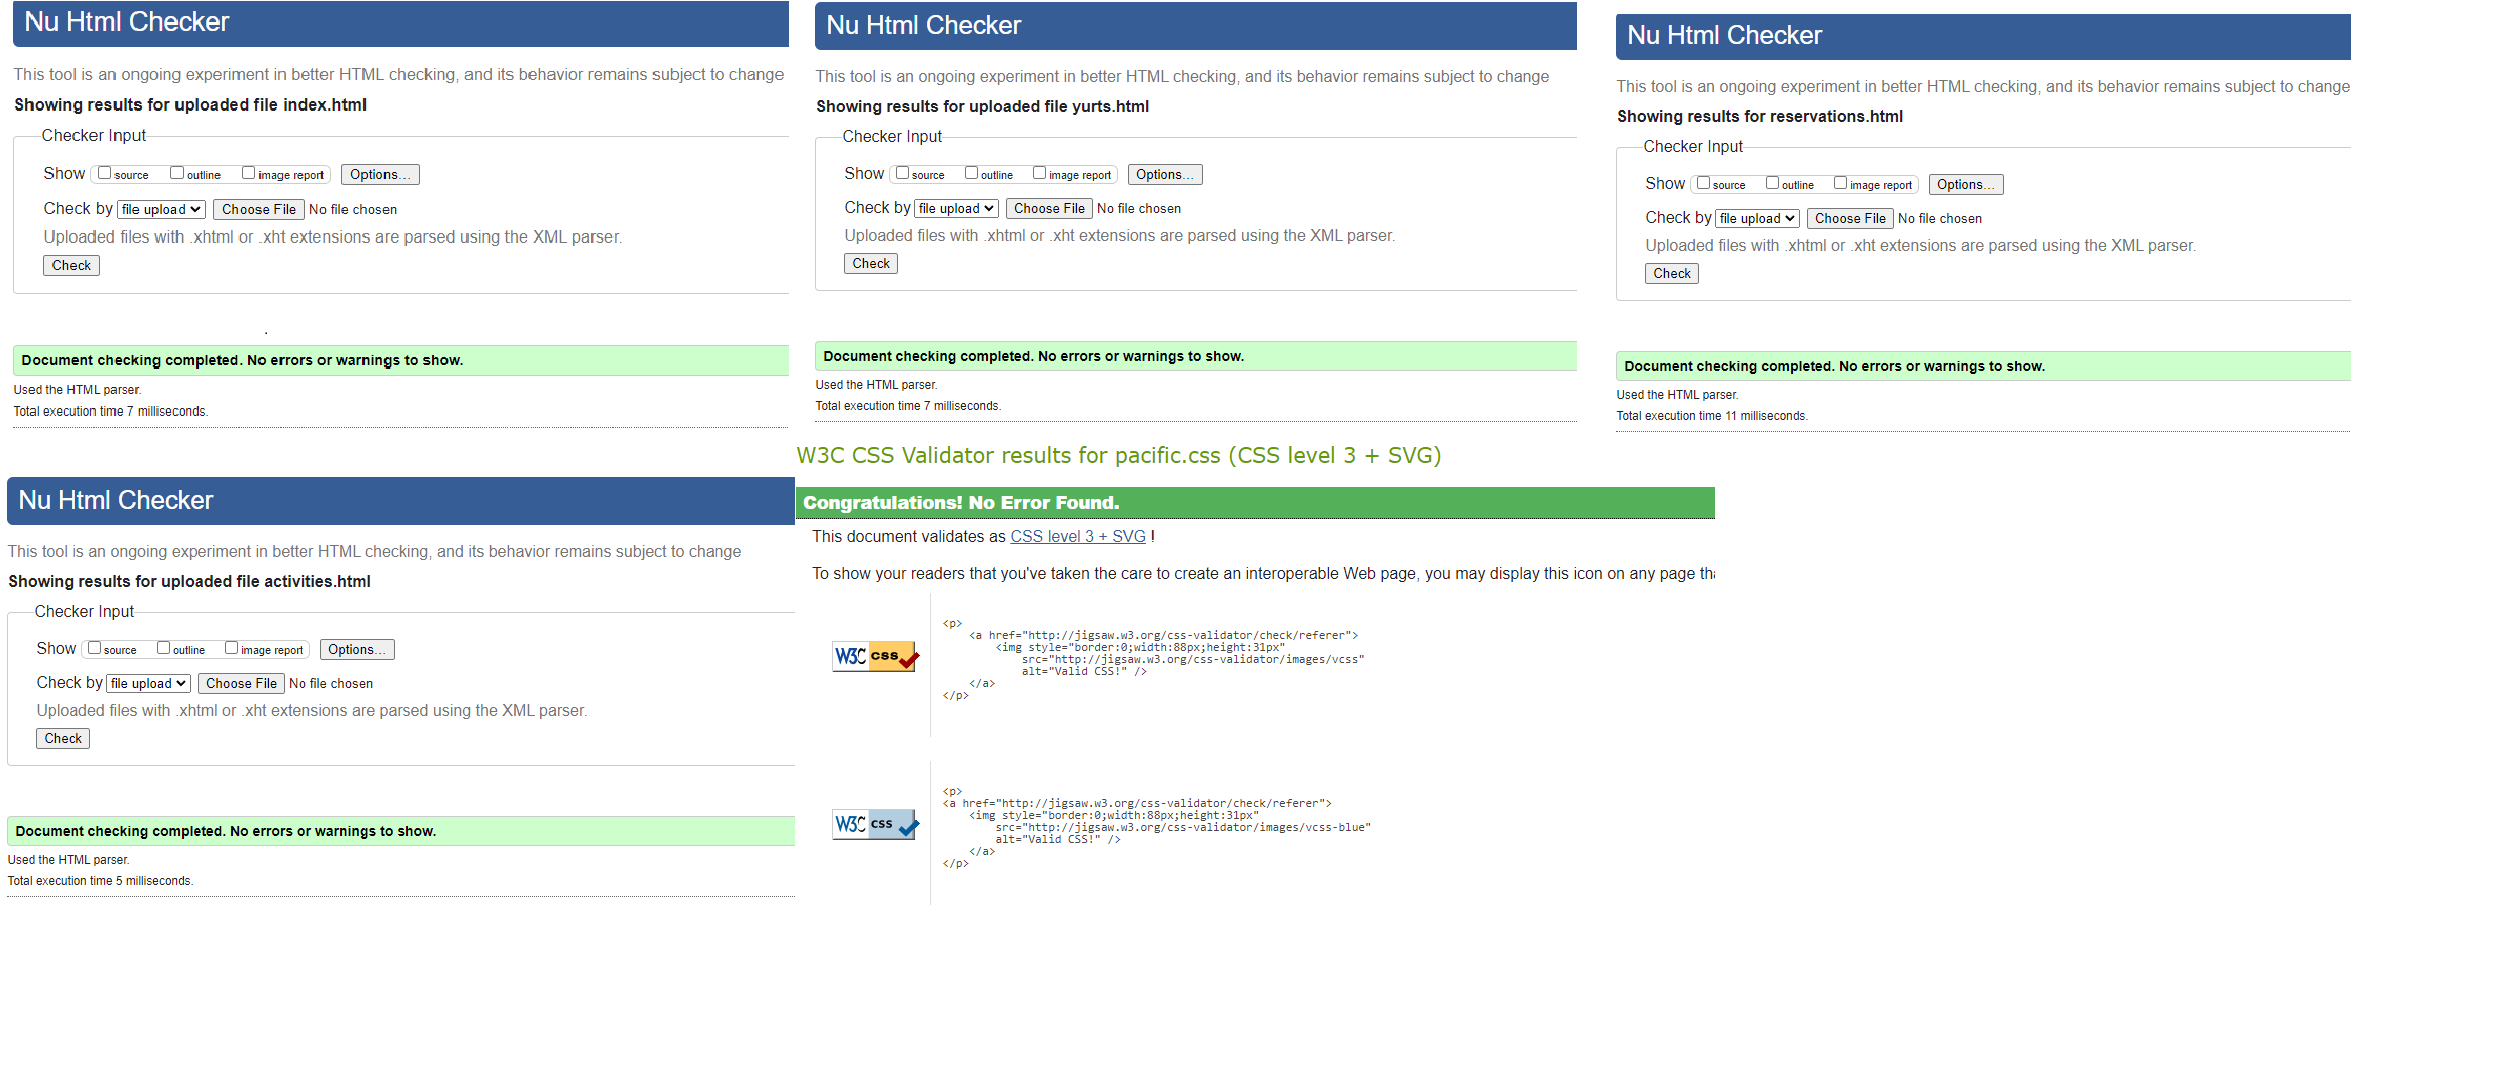 Nu Html Checker
This tool is an ongoing experiment in better HTML checking, and its behavior remains subject to change
Showing results for uploaded file index.html
Checker Input
Show source outline image report Options...
Check by file upload Choose File No file chosen
Uploaded files with .xhtml or .xht extensions are parsed using the XML parser.
Check
Document checking completed. No errors or warnings to show.
Used the HTML parser.
Total execution time 7 milliseconds.
Nu Html Checker
This tool is an ongoing experiment in better HTML checking, and its behavior remains subject to change
Showing results for uploaded file yurts.html
Checker Input
Show source outline image report Options...
Check by file upload Choose File No file chosen
Uploaded files with .xhtml or .xht extensions are parsed using the XML parser.
Check
Document checking completed. No errors or warnings to show.
Used the HTML parser.
Total execution time 7 milliseconds.
Nu Html Checker
This tool is an ongoing experiment in better HTML checking, and its behavior remains subject to change
Showing results for reservations.html
Checker Input
Show source outline image report Options...
Check by file upload Choose File No file chosen
Uploaded files with .xhtml or .xht extensions are parsed using the XML parser.
Check
Document checking completed. No errors or warnings to show.
Used the HTML parser.
Total execution time 11 milliseconds.
Nu Html Checker
This tool is an ongoing experiment in better HTML checking, and its behavior remains subject to change
Showing results for uploaded file activities.html
Checker Input
Show source outline image report Options...
Check by file upload Choose File No file chosen
Uploaded files with .xhtml or .xht extensions are parsed using the XML parser.
Check
Document checking completed. No errors or warnings to show.
Used the HTML parser.
Total execution time 5 milliseconds.
W3C CSS Validator results for pacific.css (CSS level 3 + SVG)
Congratulations! No Error Found.
This document validates as CSS level 3 + SVG !
To show your readers that you've taken the care to create an interoperable Web page, you may display this icon on any page
W3C css
<p>
<a href="http://jigsaw.w3.org/css-validator/check/referer">
<img style="border:0;width:88px;height:31px"
src="http://jigsaw.w3.org/css-validator/images/vcss"
alt="Valid CSS!" />
</a>
</p>
W3C css
<p>
<a href="http://jigsaw.w3.org/css-validator/check/referer">
<img style="border:0;width:88px;height:31px"
src="http://jigsaw.w3.org/css-validator/images/vcss-blue"
alt="Valid CSS!" />
</a>
</p>